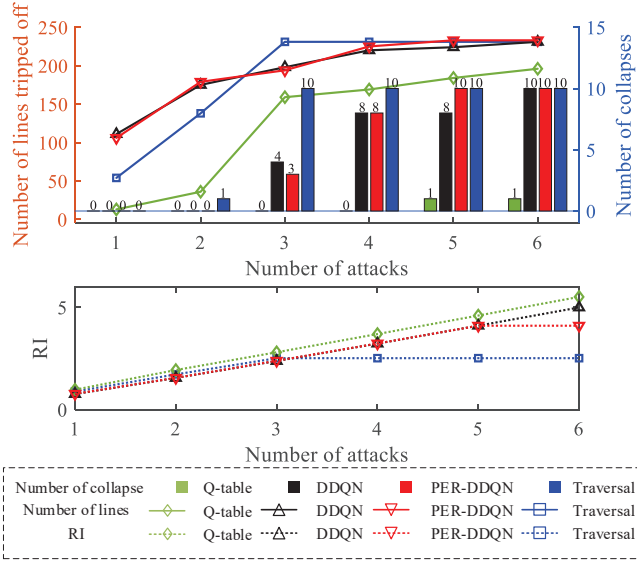 Number of lines tripped off
250
200
150
100
50
0
15
10
5
0
Number of collapses
0 0 0 0
0 0 0 1
0 4 3 10
0 8 8 10
1 8 10 10
1 10 10 10
1 2 3 4 5 6
Number of attacks
RI
5
0
1 2 3 4 5 6
Number of attacks
Number of collapse Q-table DDQN PER-DDQN Traversal
Number of lines Q-table DDQN PER-DDQN Traversal
RI Q-table DDQN PER-DDQN Traversal